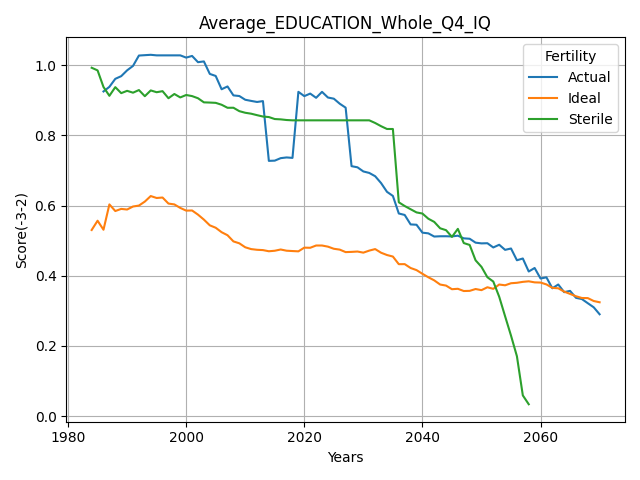 Average_EDUCATION_Whole_Q4_IQ
Fertility
Actual
Ideal
Sterile
Score(-3-2)
1.0
0.8
0.6
0.4
0.2
0.0
1980 2000 2020 2040 2060
Years